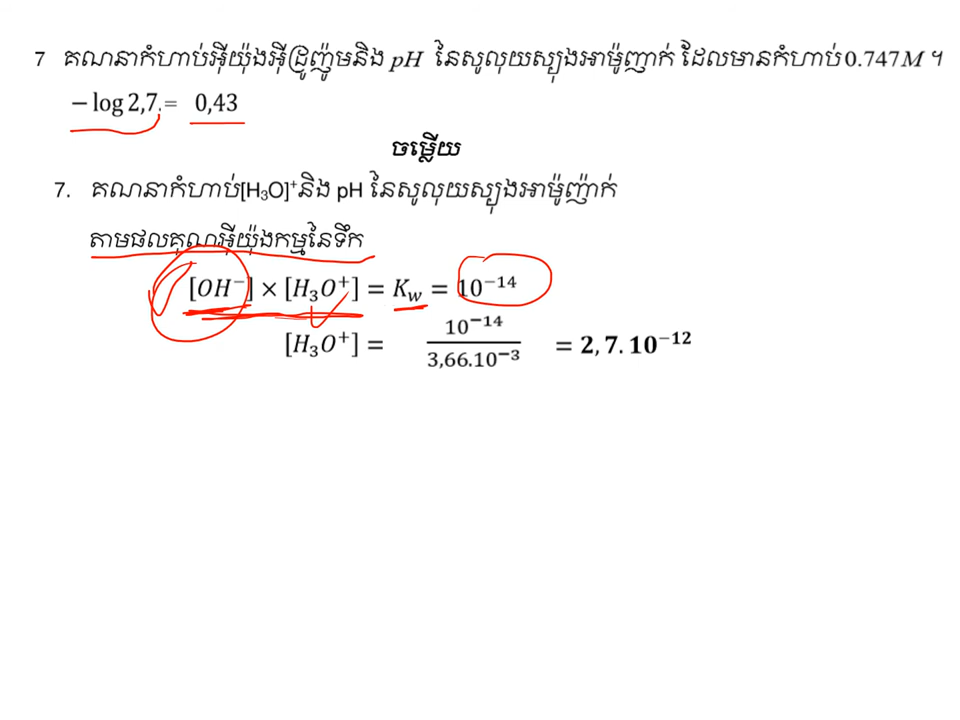 7 គណនាកំហាប់អ៊ីយ៉ុងអ៊ីដ្រូញ៉ូមនិង pH នៃសូលុយស្យុងអាម៉ូញាក់ ដែលមានកំហាប់ 0.747M ។
− log 2,7. = 0,43
ចម្លើយ
7. គណនាកំហាប់[H₃O]⁺និង pH នៃសូលុយស្យុងអាម៉ូញ៉ាក់
តាមផលគុណអ៊ីយ៉ុងកម្មនៃទឹក
[OH⁻] × [H₃O⁺] = K_w = 10⁻¹⁴
[H₃O⁺] = 10⁻¹⁴ / 3,66.10⁻³ = 2,7.10⁻¹²